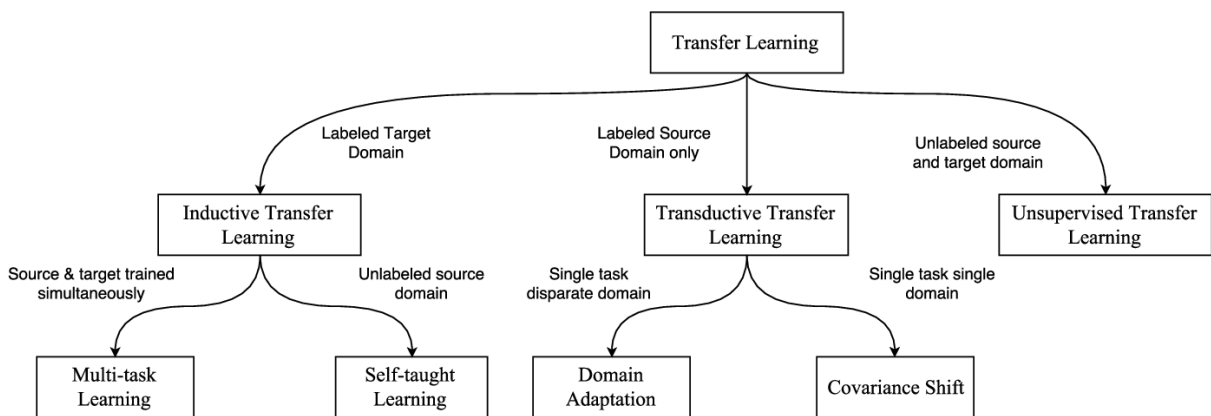 Transfer Learning
Labeled Target
Domain
Labeled Source
Domain only
Unlabeled source
and target domain
Inductive Transfer
Learning
Transductive Transfer
Learning
Unsupervised Transfer
Learning
Source & target trained
simultaneously
Unlabeled source
domain
Single task
disparate domain
Single task single
domain
Multi-task
Learning
Self-taught
Learning
Domain
Adaptation
Covariance Shift